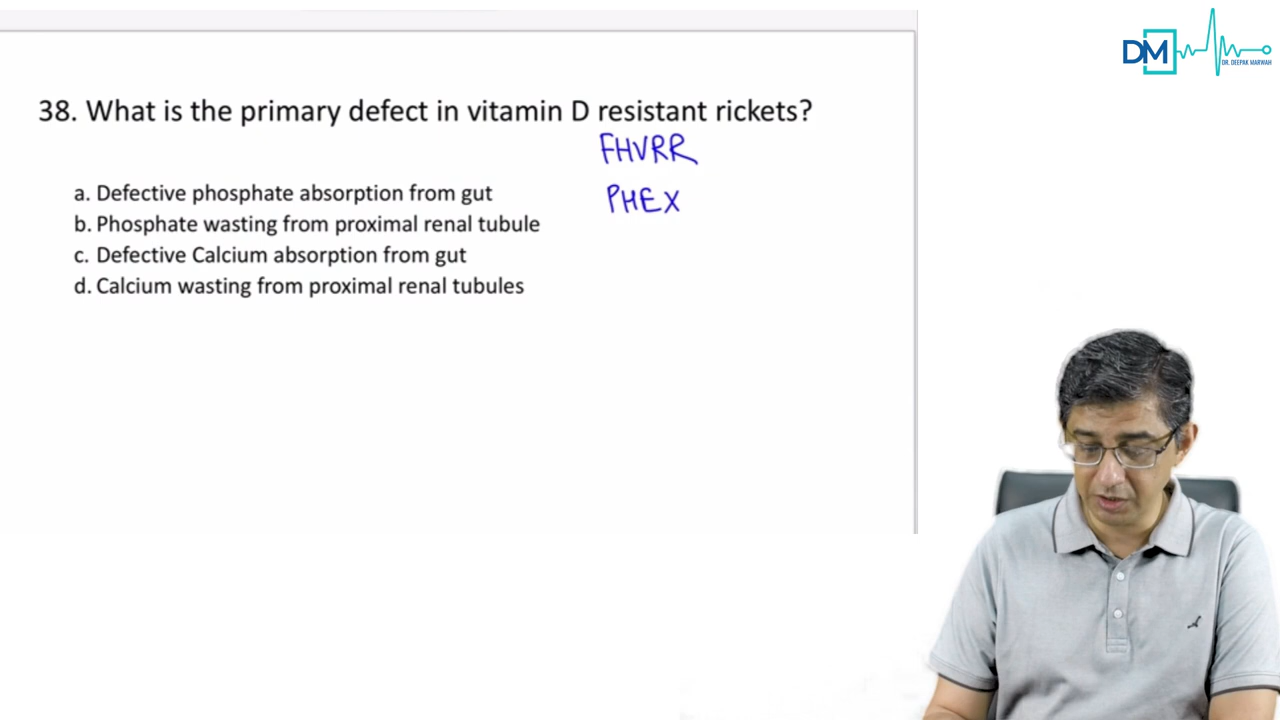 DM
DR. DEEPAK MARWAH
38. What is the primary defect in vitamin D resistant rickets?
FHVRR
PHEX
a. Defective phosphate absorption from gut
b. Phosphate wasting from proximal renal tubule
c. Defective Calcium absorption from gut
d. Calcium wasting from proximal renal tubules